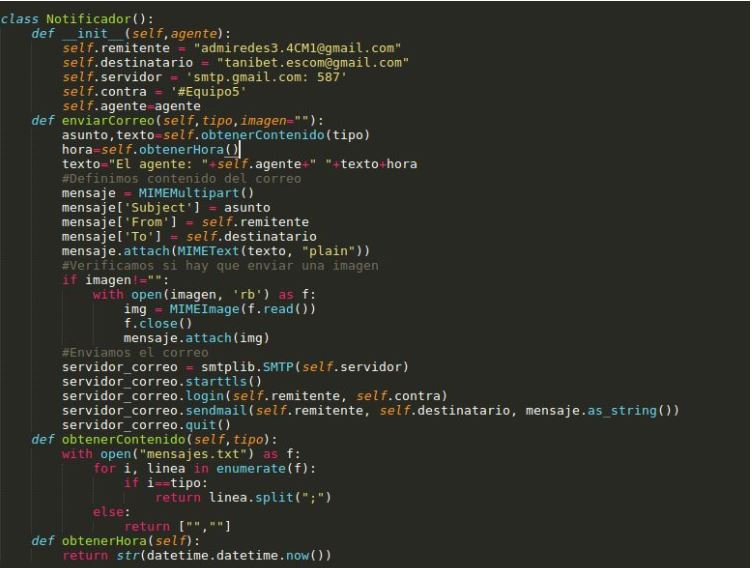 class Notificador():
    def __init__(self,agente):
        self.remitente = "admiredes3.4CM1@gmail.com"
        self.destinatario = "tanibet.escom@gmail.com"
        self.servidor = 'smtp.gmail.com: 587'
        self.contra = '#Equipo5'
        self.agente=agente
    def enviarCorreo(self,tipo,imagen=""):
        asunto,texto=self.obtenerContenido(tipo)
        hora=self.obtenerHora()
        texto="El agente: "+self.agente+" "+texto+hora
        #Definimos contenido del correo
        mensaje = MIMEMultipart()
        mensaje['Subject'] = asunto
        mensaje['From'] = self.remitente
        mensaje['To'] = self.destinatario
        mensaje.attach(MIMEText(texto, "plain"))
        #Verificamos si hay que enviar una imagen
        if imagen!="":
            with open(imagen, 'rb') as f:
                img = MIMEImage(f.read())
                f.close()
                mensaje.attach(img)
        #Enviamos el correo
        servidor_correo = smtplib.SMTP(self.servidor)
        servidor_correo.starttls()
        servidor_correo.login(self.remitente, self.contra)
        servidor_correo.sendmail(self.remitente, self.destinatario, mensaje.as_string())
        servidor_correo.quit()
    def obtenerContenido(self,tipo):
        with open("mensajes.txt") as f:
            for i, linea in enumerate(f):
                if i==tipo:
                    return linea.split(";")
            else:
                return ["",""]
    def obtenerHora(self):
        return str(datetime.datetime.now())